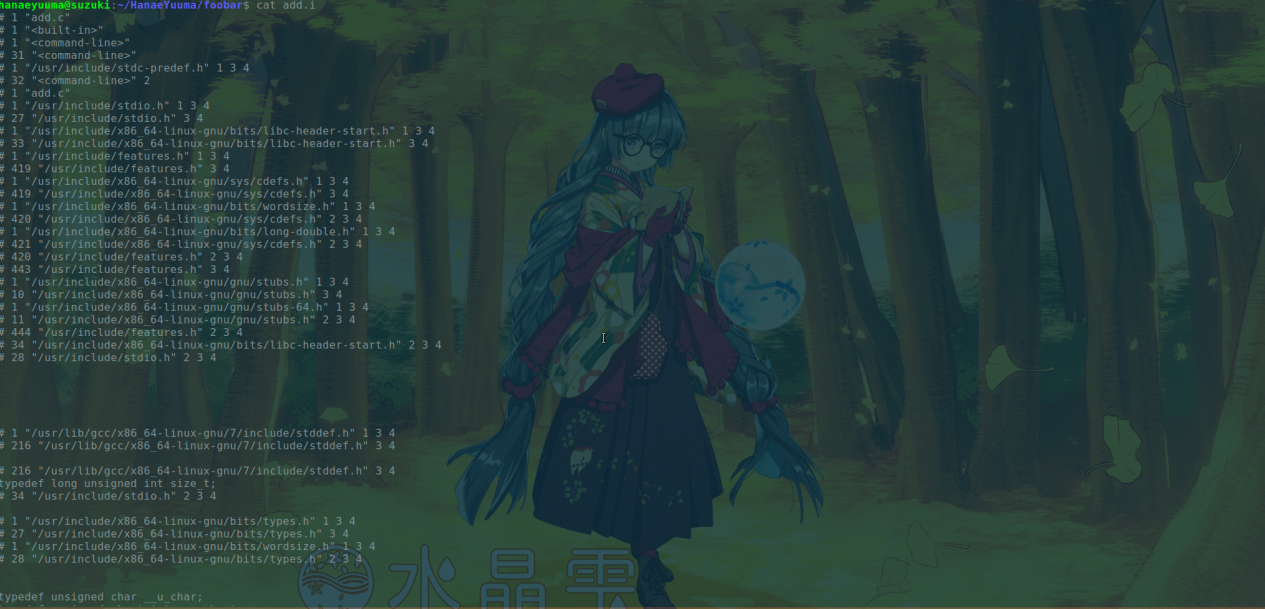 hanaeyuuma@suzuki:~/HanaeYuuma/foobar$ cat add.i
# 1 "add.c"
# 1 "<built-in>"
# 1 "<command-line>"
# 31 "<command-line>"
# 1 "/usr/include/stdc-predef.h" 1 3 4
# 32 "<command-line>" 2
# 1 "add.c"
# 1 "/usr/include/stdio.h" 1 3 4
# 27 "/usr/include/stdio.h" 3 4
# 1 "/usr/include/x86_64-linux-gnu/bits/libc-header-start.h" 1 3 4
# 33 "/usr/include/x86_64-linux-gnu/bits/libc-header-start.h" 3 4
# 1 "/usr/include/features.h" 1 3 4
# 419 "/usr/include/features.h" 3 4
# 1 "/usr/include/x86_64-linux-gnu/sys/cdefs.h" 1 3 4
# 419 "/usr/include/x86_64-linux-gnu/sys/cdefs.h" 3 4
# 1 "/usr/include/x86_64-linux-gnu/bits/wordsize.h" 1 3 4
# 420 "/usr/include/x86_64-linux-gnu/sys/cdefs.h" 2 3 4
# 1 "/usr/include/x86_64-linux-gnu/bits/long-double.h" 1 3 4
# 421 "/usr/include/x86_64-linux-gnu/sys/cdefs.h" 2 3 4
# 420 "/usr/include/features.h" 2 3 4
# 443 "/usr/include/features.h" 3 4
# 1 "/usr/include/x86_64-linux-gnu/gnu/stubs.h" 1 3 4
# 10 "/usr/include/x86_64-linux-gnu/gnu/stubs.h" 3 4
# 1 "/usr/include/x86_64-linux-gnu/gnu/stubs-64.h" 1 3 4
# 11 "/usr/include/x86_64-linux-gnu/gnu/stubs.h" 2 3 4
# 444 "/usr/include/features.h" 2 3 4
# 34 "/usr/include/x86_64-linux-gnu/bits/libc-header-start.h" 2 3 4
# 28 "/usr/include/stdio.h" 2 3 4
# 1 "/usr/lib/gcc/x86_64-linux-gnu/7/include/stddef.h" 1 3 4
# 216 "/usr/lib/gcc/x86_64-linux-gnu/7/include/stddef.h" 3 4
# 216 "/usr/lib/gcc/x86_64-linux-gnu/7/include/stddef.h" 3 4
typedef long unsigned int size_t;
# 34 "/usr/include/stdio.h" 2 3 4
# 1 "/usr/include/x86_64-linux-gnu/bits/types.h" 1 3 4
# 27 "/usr/include/x86_64-linux-gnu/bits/types.h" 3 4
# 1 "/usr/include/x86_64-linux-gnu/bits/wordsize.h" 1 3 4
# 28 "/usr/include/x86_64-linux-gnu/bits/types.h" 2 3 4
水晶雫
typedef unsigned char __u_char;